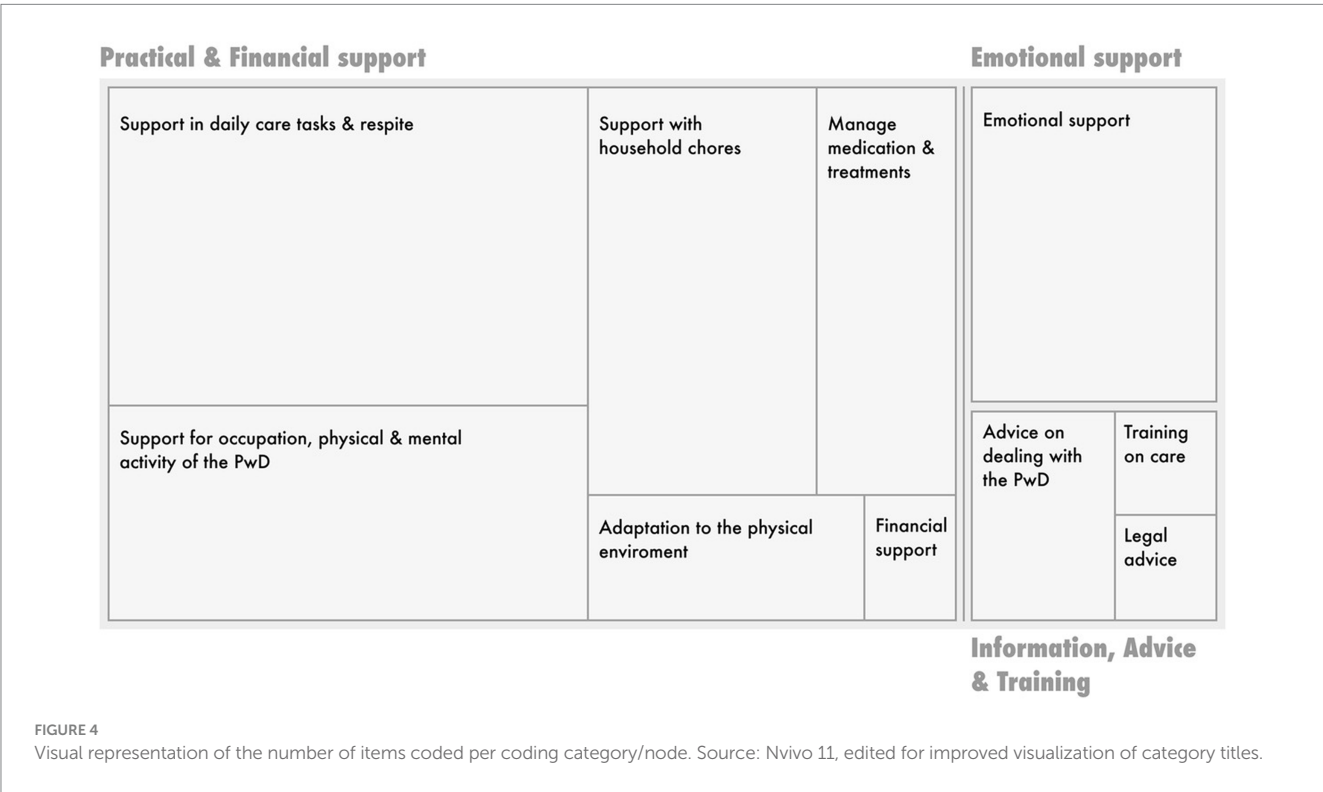 Practical & Financial support
Emotional support
Support in daily care tasks & respite
Support with
household chores
Manage
medication &
treatments
Emotional support
Support for occupation, physical & mental
activity of the PwD
Adaptation to the physical
enviroment
Financial
support
Advice on
dealing with
the PwD
Training
on care
Legal
advice
Information, Advice
& Training
FIGURE 4
Visual representation of the number of items coded per coding category/node. Source: Nvivo 11, edited for improved visualization of category titles.